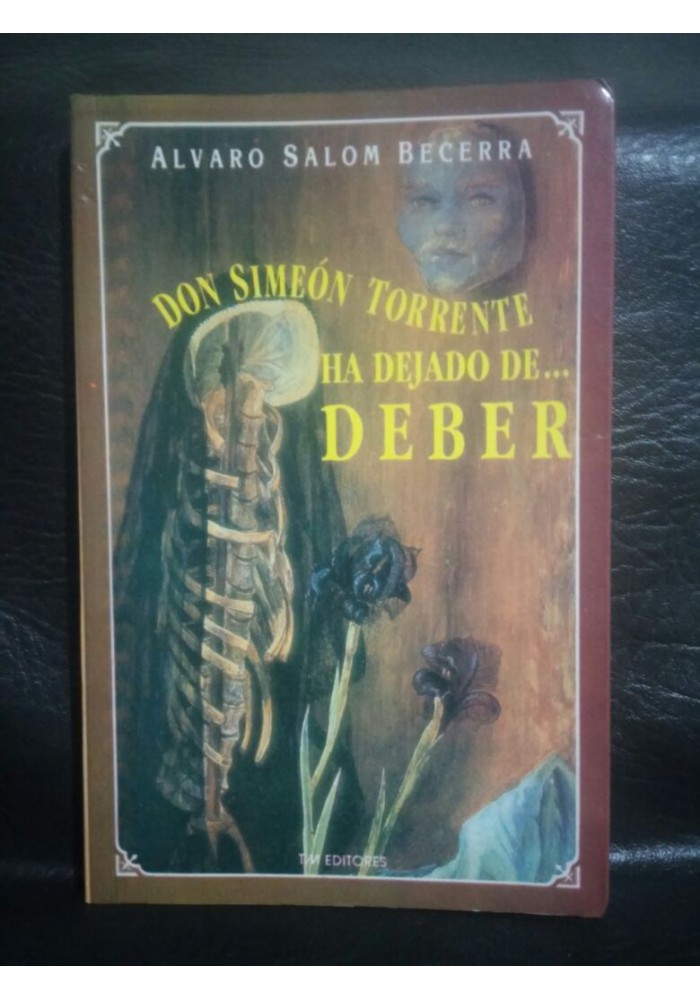 ALVARO SALOM BECERRA
DON SIMEÓN TORRENTE
HA DEJADO DE...
DEBER
TM EDITORES